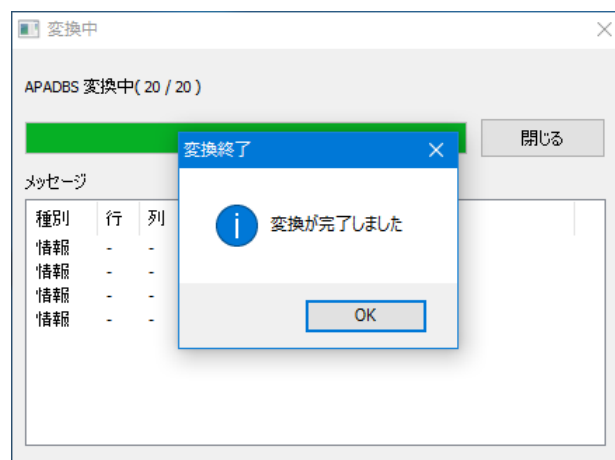 変換中
APADBS 変換中( 20 / 20 )
閉じる
メッセージ
種別 行 列
情報 - -
情報 - -
情報 - -
情報 - -
変換終了
変換が完了しました
OK